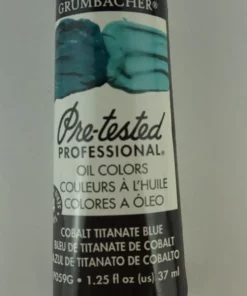 GRUMBACHER®
Pre-tested
PROFESSIONAL®
OIL COLORS
COULEURS À L'HUILE
COLORES A ÓLEO
COBALT TITANATE BLUE
BLEU DE TITANATE DE COBALT
AZUL DE TITANATO DE COBALTO
P059G • 1.25 fl oz (us) 37 ml